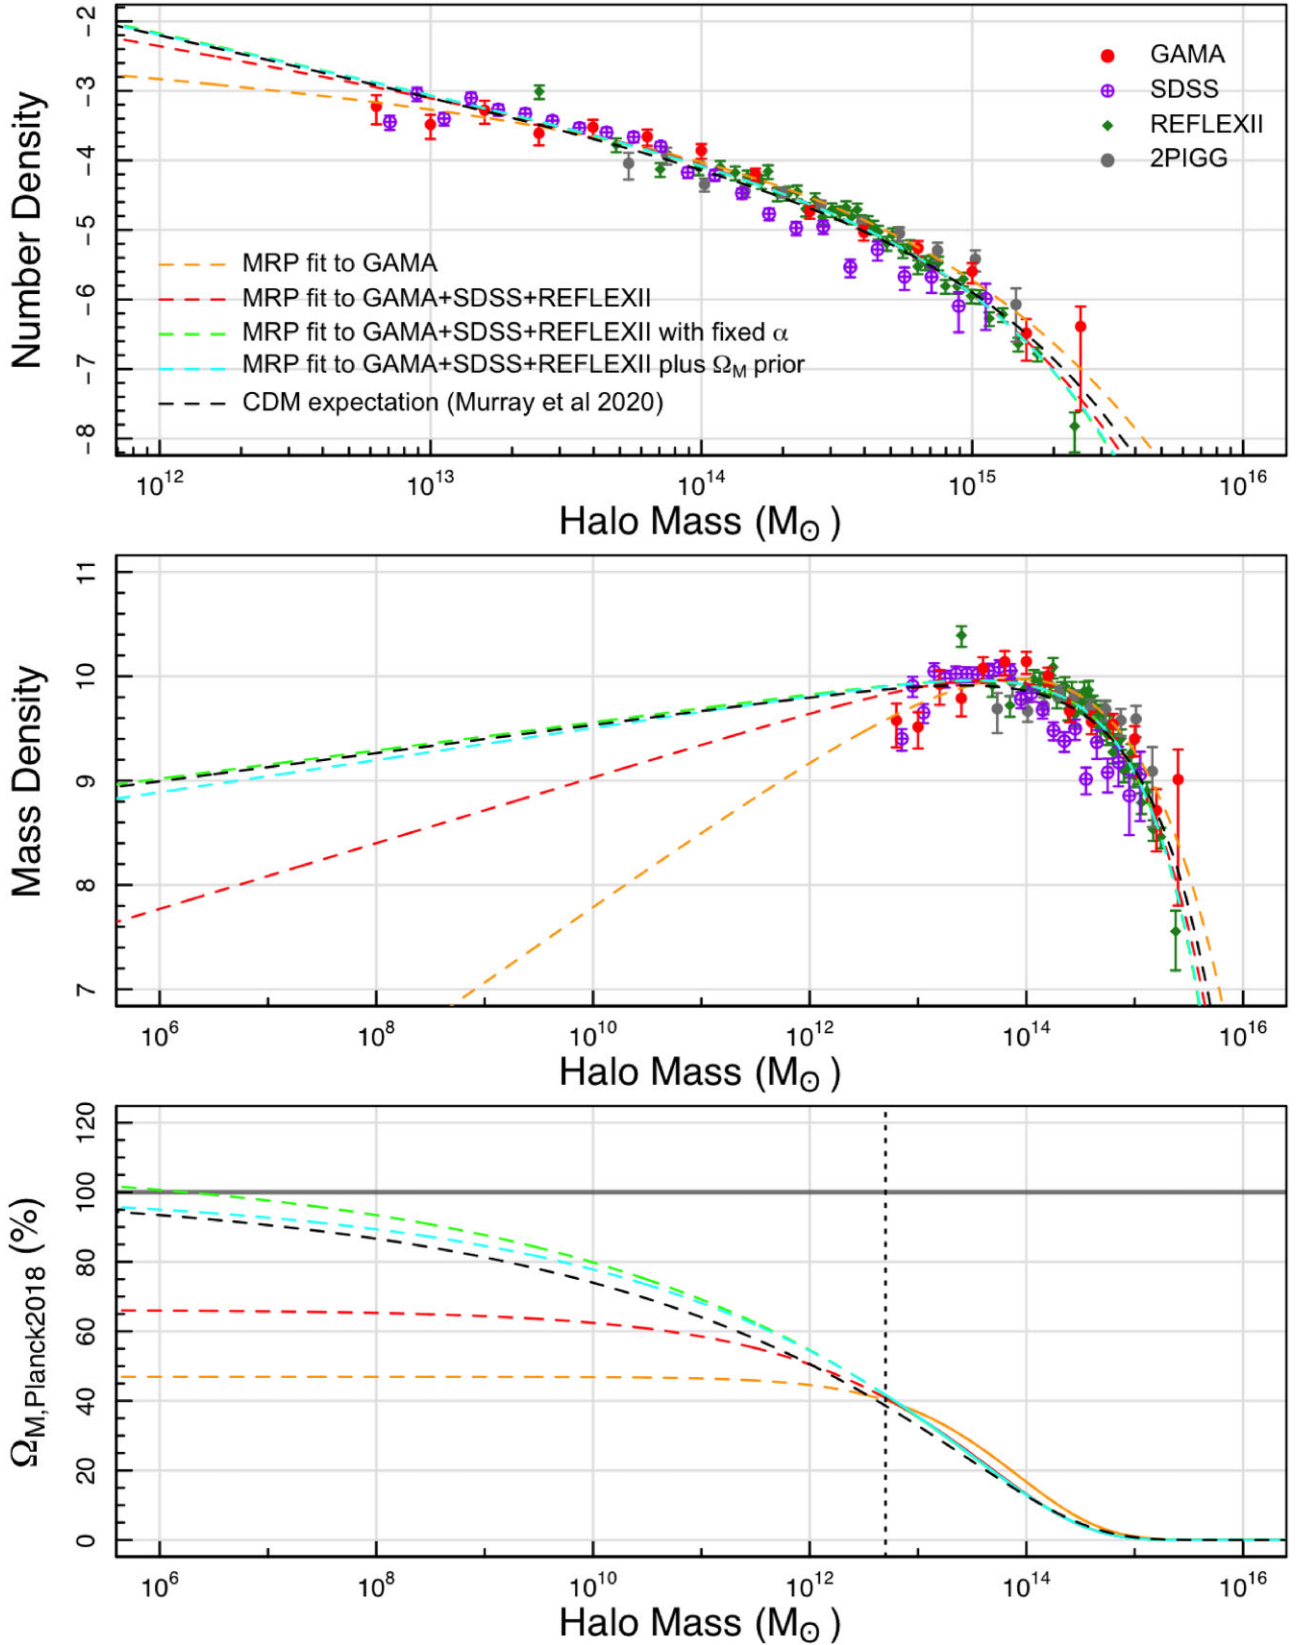 Number Density
−2
−3
−4
−5
−6
−7
−8
GAMA
SDSS
REFLEXII
2PIGG
MRP fit to GAMA
MRP fit to GAMA+SDSS+REFLEXII
MRP fit to GAMA+SDSS+REFLEXII with fixed α
MRP fit to GAMA+SDSS+REFLEXII plus Ω_M prior
CDM expectation (Murray et al 2020)
10^12 10^13 10^14 10^15 10^16
Halo Mass (M⊙ )
Mass Density
11
10
9
8
7
10^6 10^8 10^10 10^12 10^14 10^16
Halo Mass (M⊙ )
Ω_M,Planck2018 (%)
120
100
80
60
40
20
0
10^6 10^8 10^10 10^12 10^14 10^16
Halo Mass (M⊙ )